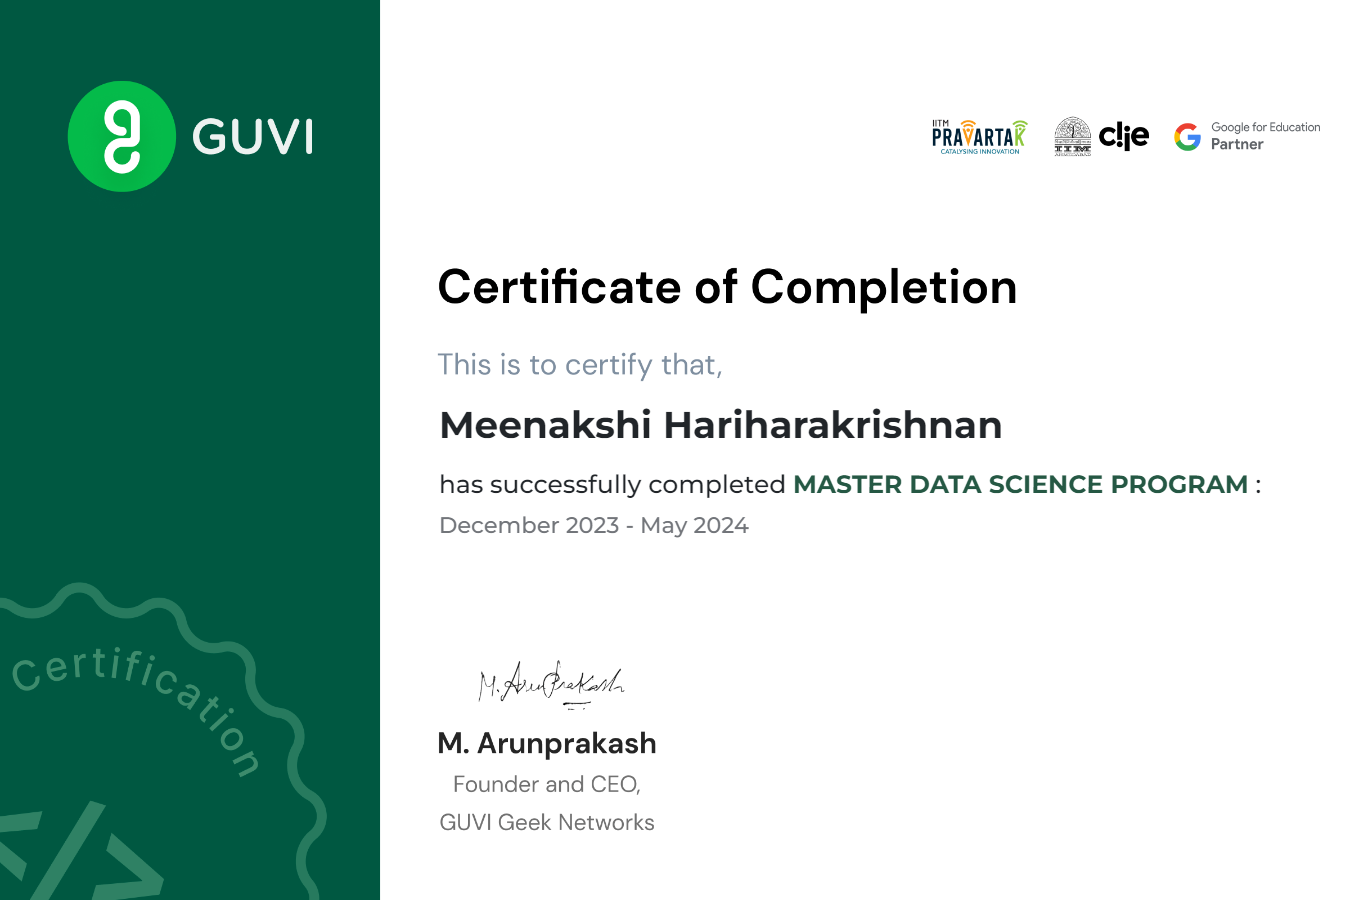 GUVI
IITM
PRAVARTAK
CATALYSING INNOVATION
IIM
AHMEDABAD
c!ie
Google for Education
Partner
Certificate of Completion
This is to certify that,
Meenakshi Hariharakrishnan
has successfully completed MASTER DATA SCIENCE PROGRAM :
December 2023 - May 2024
Certification
</>
M. Arunprakash
M. Arunprakash
Founder and CEO,
GUVI Geek Networks